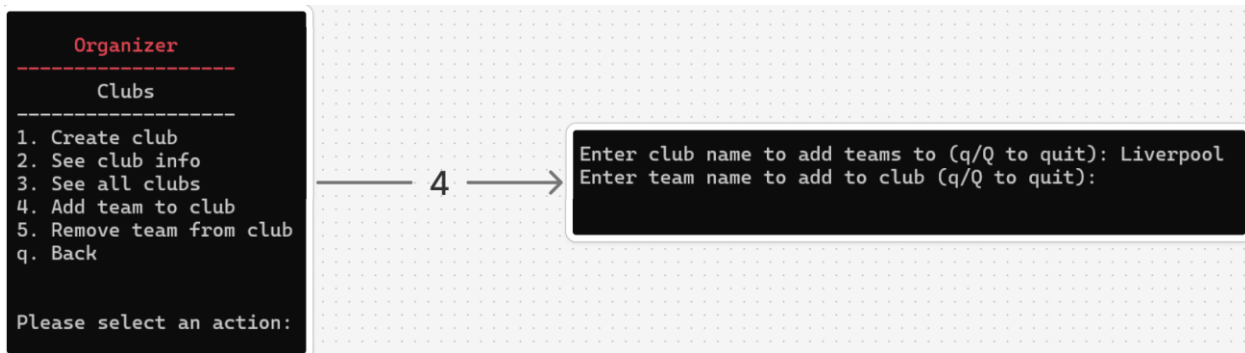 Organizer
-------------------
Clubs
-------------------
1. Create club
2. See club info
3. See all clubs
4. Add team to club
5. Remove team from club
q. Back
Please select an action:
4
Enter club name to add teams to (q/Q to quit): Liverpool
Enter team name to add to club (q/Q to quit):